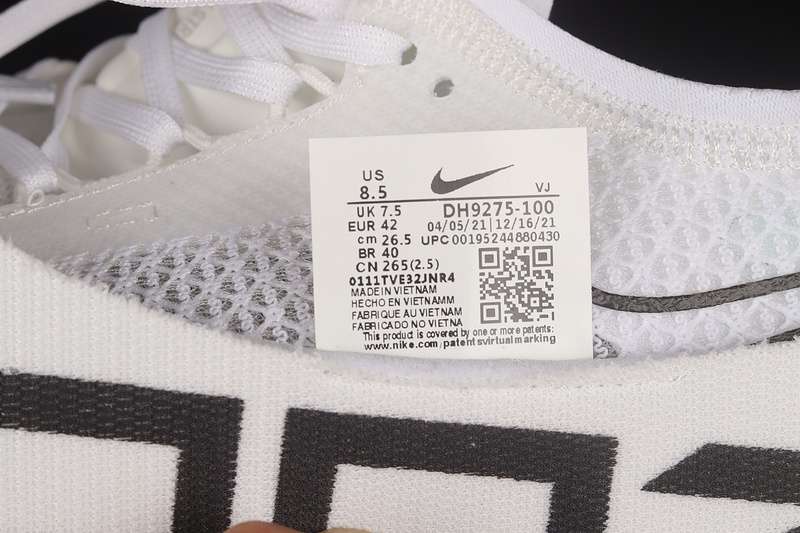 US
8.5
VJ
UK 7.5 DH9275-100
EUR 42 04/05/21 12/16/21
cm 26.5 UPC00195244880430
BR 40
CN 265(2.5)
0111TVE32JNR4
MADE IN VIETNAM
HECHO EN VIETNAMM
FABRIQUE AU VIETNAM
FABRICADO NO VIETNA
This product is covered by one or more patents:
www.nike.com/patentsvirtualmarking